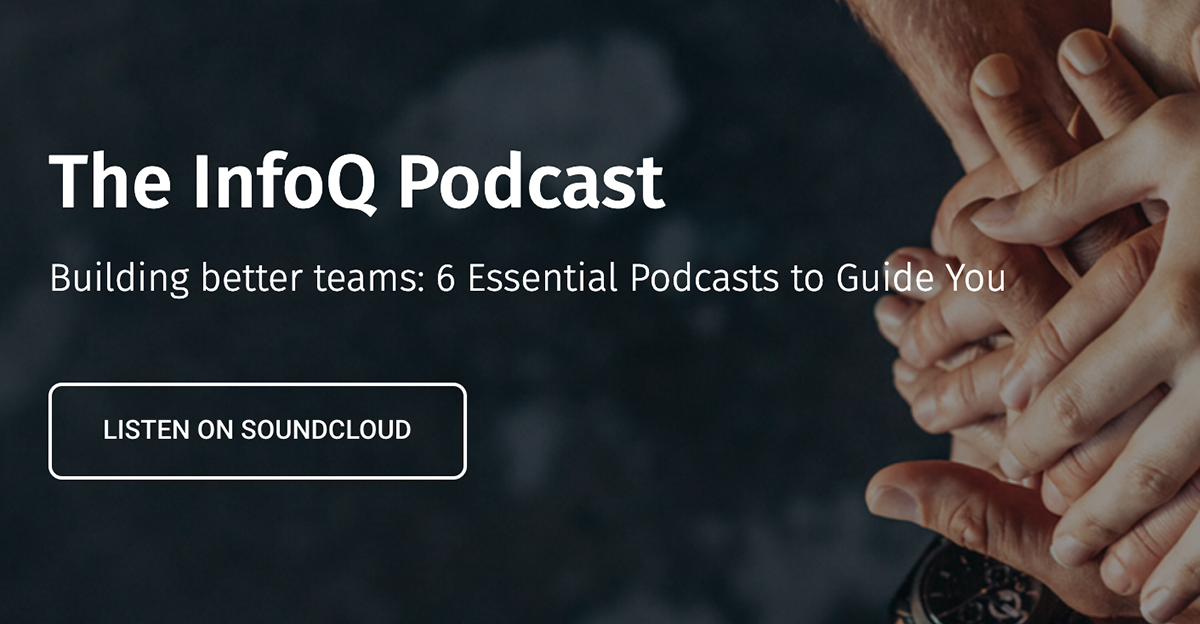 The InfoQ Podcast
Building better teams: 6 Essential Podcasts to Guide You
LISTEN ON SOUNDCLOUD